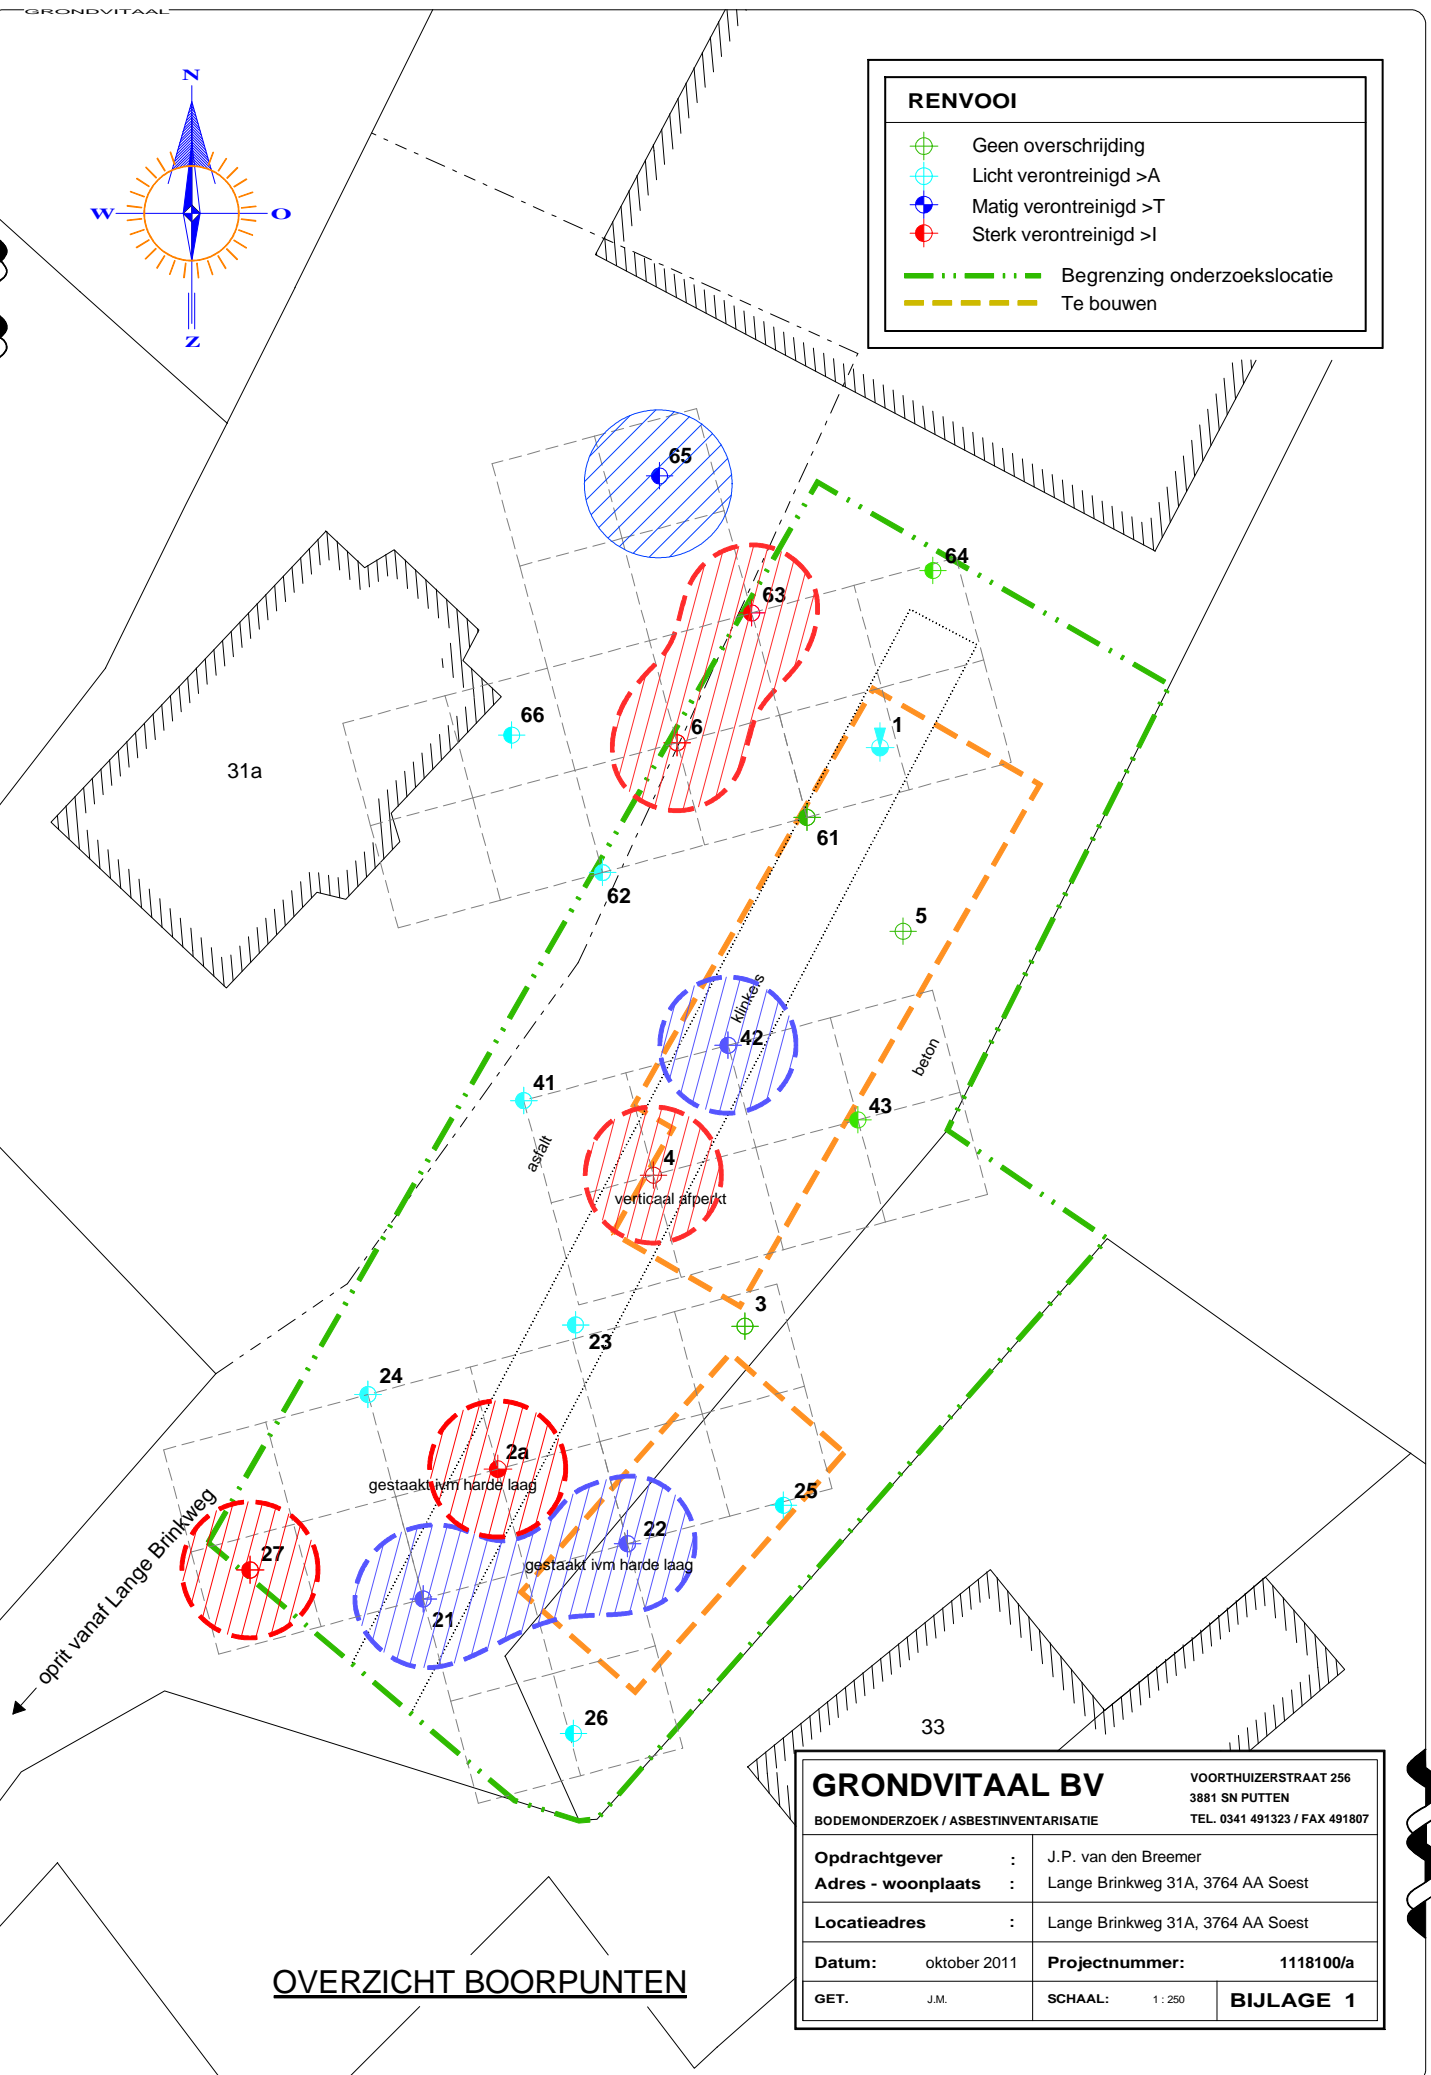 GRONDVITAAL
N
W O
Z
RENVOOI
Geen overschrijding
Licht verontreinigd >A
Matig verontreinigd >T
Sterk verontreinigd >I
Begrenzing onderzoekslocatie
Te bouwen
65
64
63
6
66
1
31a
61
62
5
klinkers
42
beton
41
43
asfalt
4
verticaal afperkt
3
23
24
2a
gestaakt ivm harde laag
25
22
gestaakt ivm harde laag
27
21
oprit vanaf Lange Brinkweg
26
33
GRONDVITAAL BV
BODEMONDERZOEK / ASBESTINVENTARISATIE
VOORTHUIZERSTRAAT 256
3881 SN PUTTEN
TEL. 0341 491323 / FAX 491807
Opdrachtgever : J.P. van den Breemer
Adres - woonplaats : Lange Brinkweg 31A, 3764 AA Soest
Locatieadres : Lange Brinkweg 31A, 3764 AA Soest
Datum: oktober 2011 Projectnummer: 1118100/a
GET. J.M. SCHAAL: 1 : 250 BIJLAGE 1
OVERZICHT BOORPUNTEN